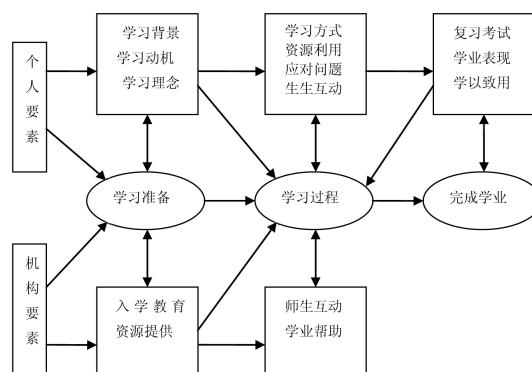 个人要素
学习背景
学习动机
学习理念
学习方式
资源利用
应对问题
生生互动
复习考试
学业表现
学以致用
学习准备
学习过程
完成学业
机构要素
入学教育
资源提供
师生互动
学业帮助